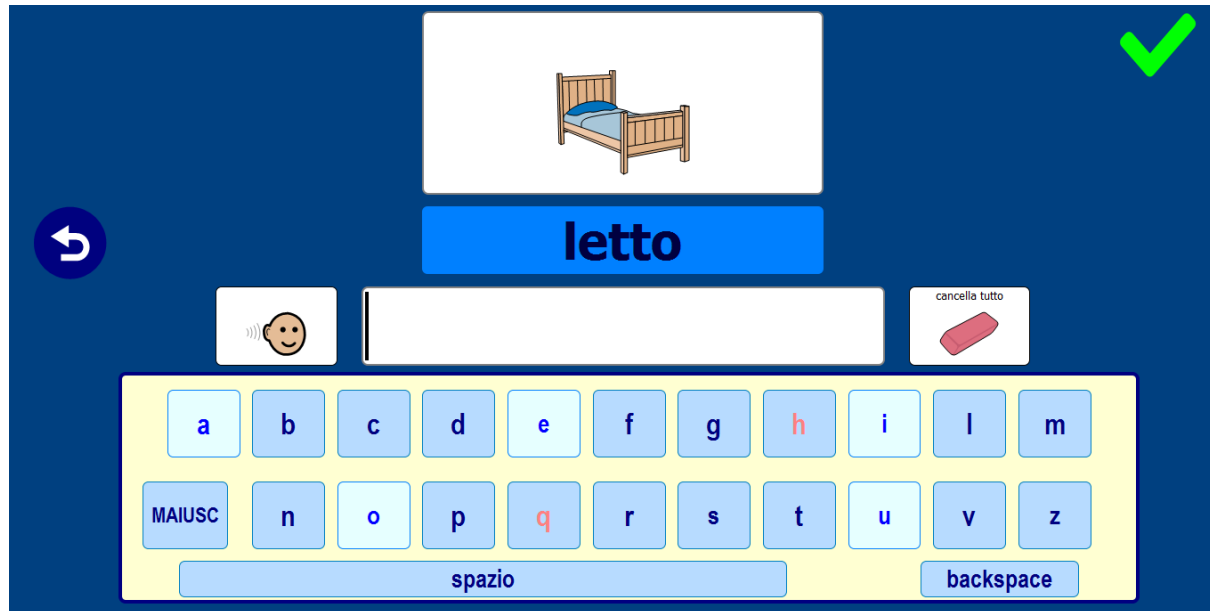 letto
cancella tutto
a b c d e f g h i l m
MAIUSC n o p q r s t u v z
spazio backspace